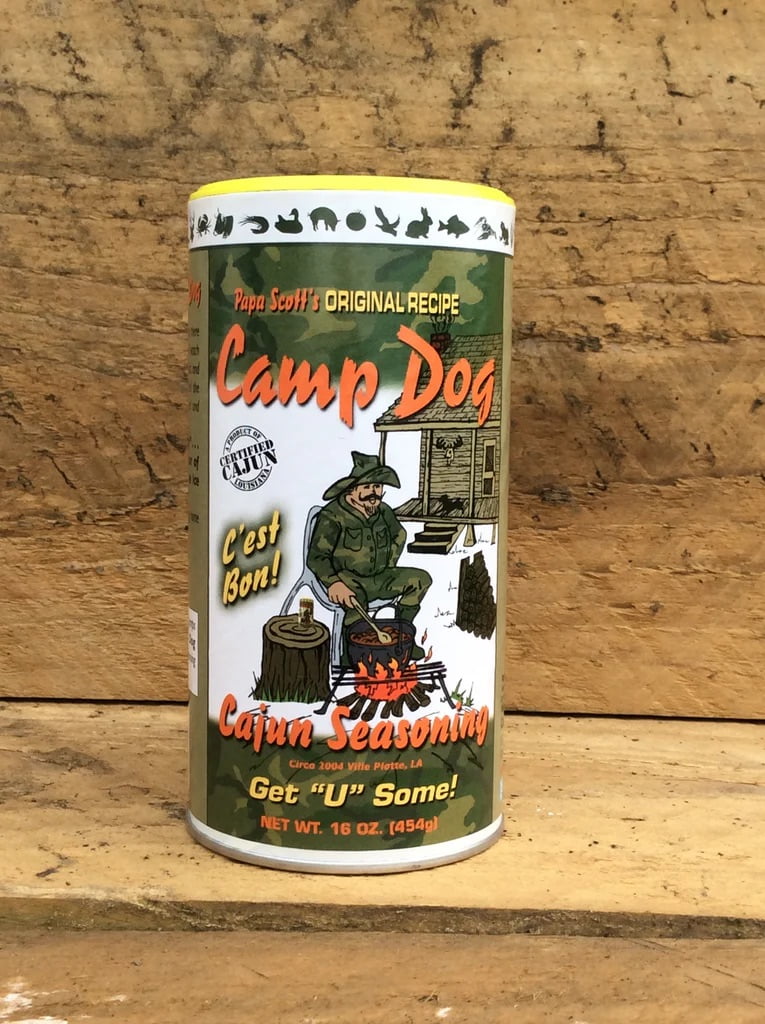 Papa Scott's ORIGINAL RECIPE
Camp Dog
A PRODUCT OF
CERTIFIED
CAJUN
LOUISIANA
C'est
Bon!
Cajun Seasoning
Circa 2004 Ville Platte, LA
Get "U" Some!
NET WT. 16 OZ. (454g)